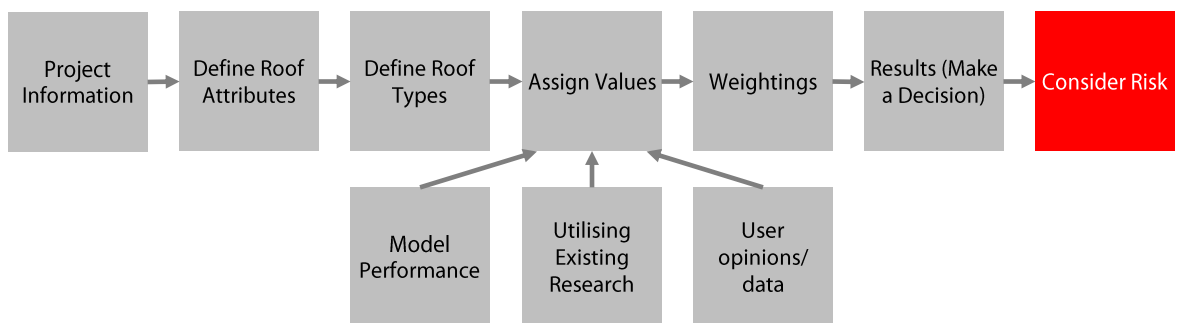 Project
Information
Define Roof
Attributes
Define Roof
Types
Assign Values
Weightings
Results (Make
a Decision)
Consider Risk
Model
Performance
Utilising
Existing
Research
User
opinions/
data